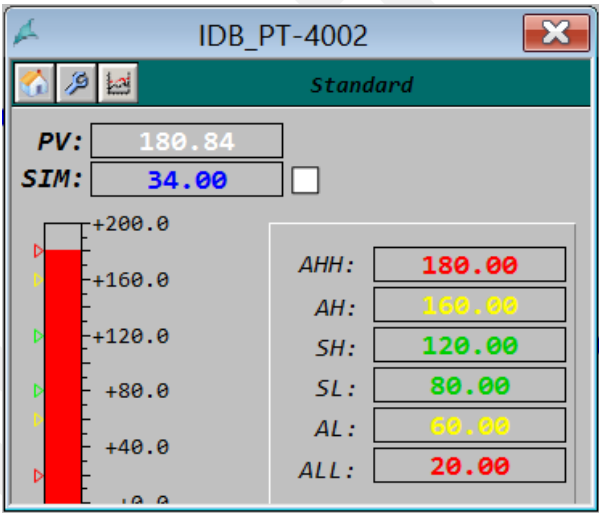 IDB_PT-4002
Standard
PV: 180.84
SIM: 34.00
+200.0
+160.0
+120.0
+80.0
+40.0
AHH: 180.00
AH: 160.00
SH: 120.00
SL: 80.00
AL: 60.00
ALL: 20.00